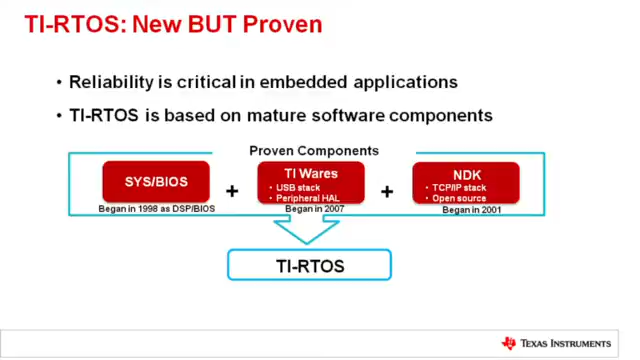 TI-RTOS: New BUT Proven
• Reliability is critical in embedded applications
• TI-RTOS is based on mature software components
Proven Components
SYS/BIOS
Began in 1998 as DSP/BIOS
+
TI Wares
• USB stack
• Peripheral HAL
Began in 2007
+
NDK
• TCP/IP stack
• Open source
Began in 2001
TI-RTOS
TEXAS INSTRUMENTS